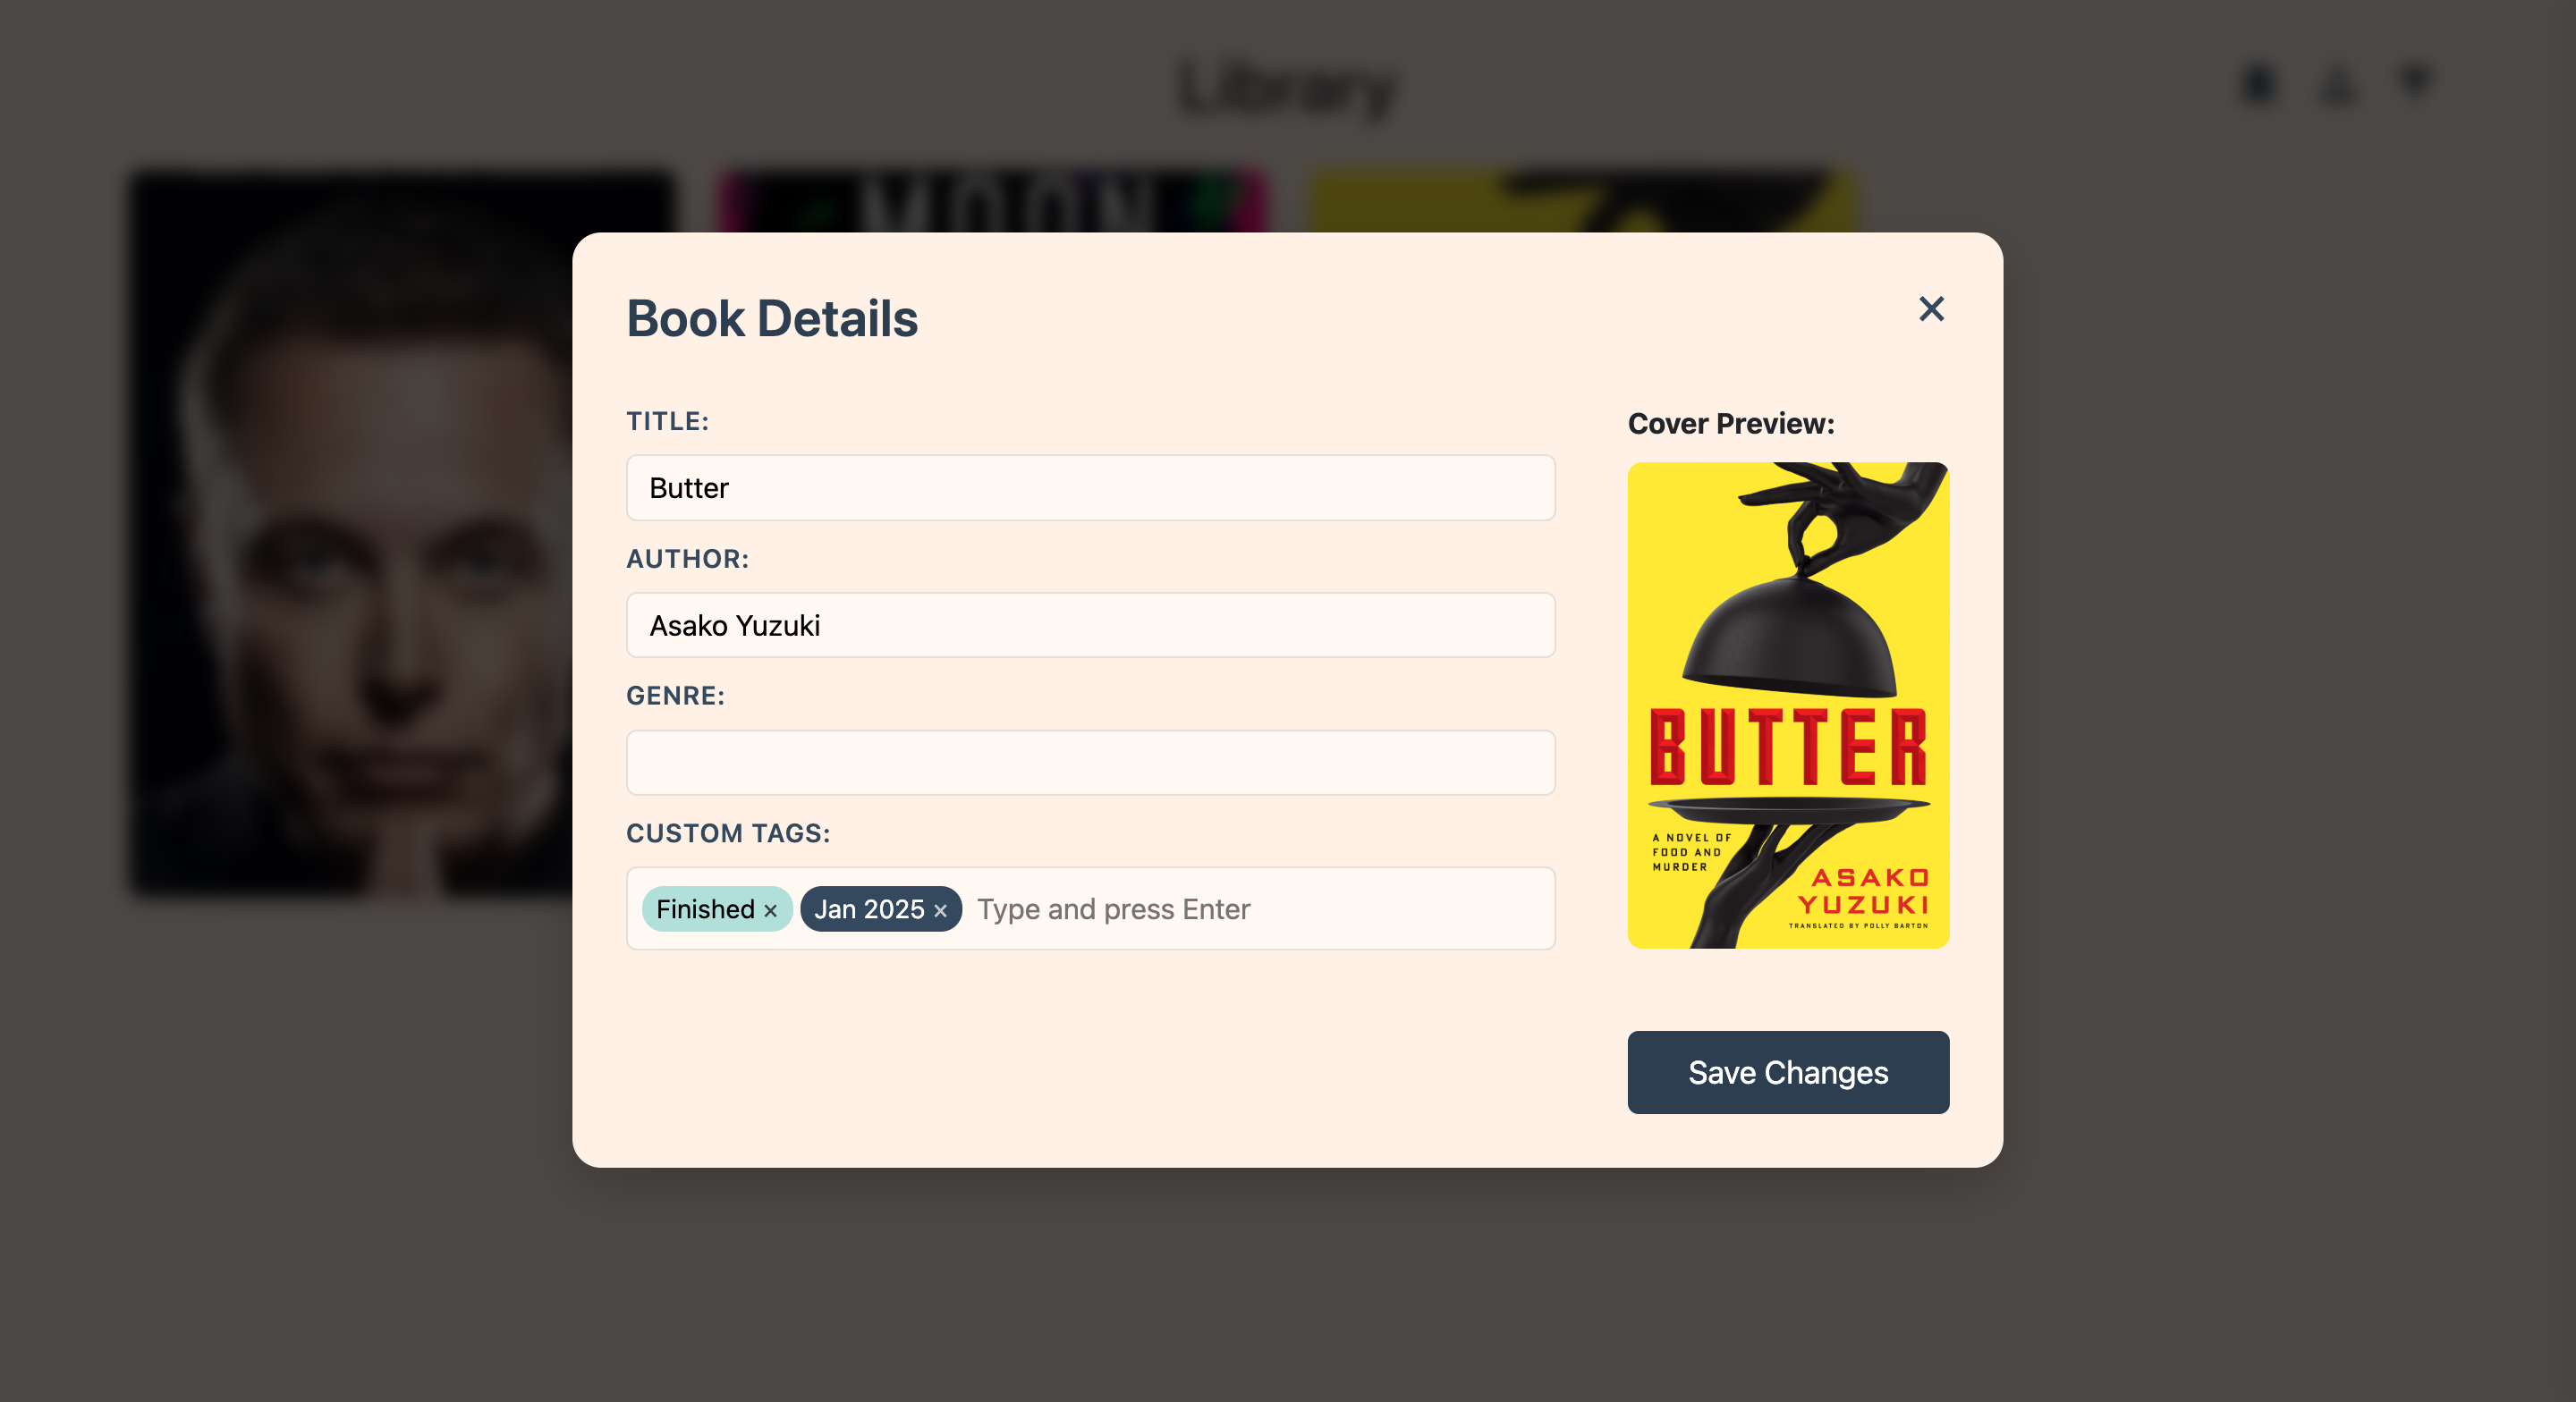 Library
MOON
Book Details
×
TITLE:
Butter
AUTHOR:
Asako Yuzuki
GENRE:
CUSTOM TAGS:
Finished × Jan 2025 × Type and press Enter
Cover Preview:
BUTTER
A NOVEL OF
FOOD AND
MURDER
ASAKO
YUZUKI
TRANSLATED BY POLLY BARTON
Save Changes